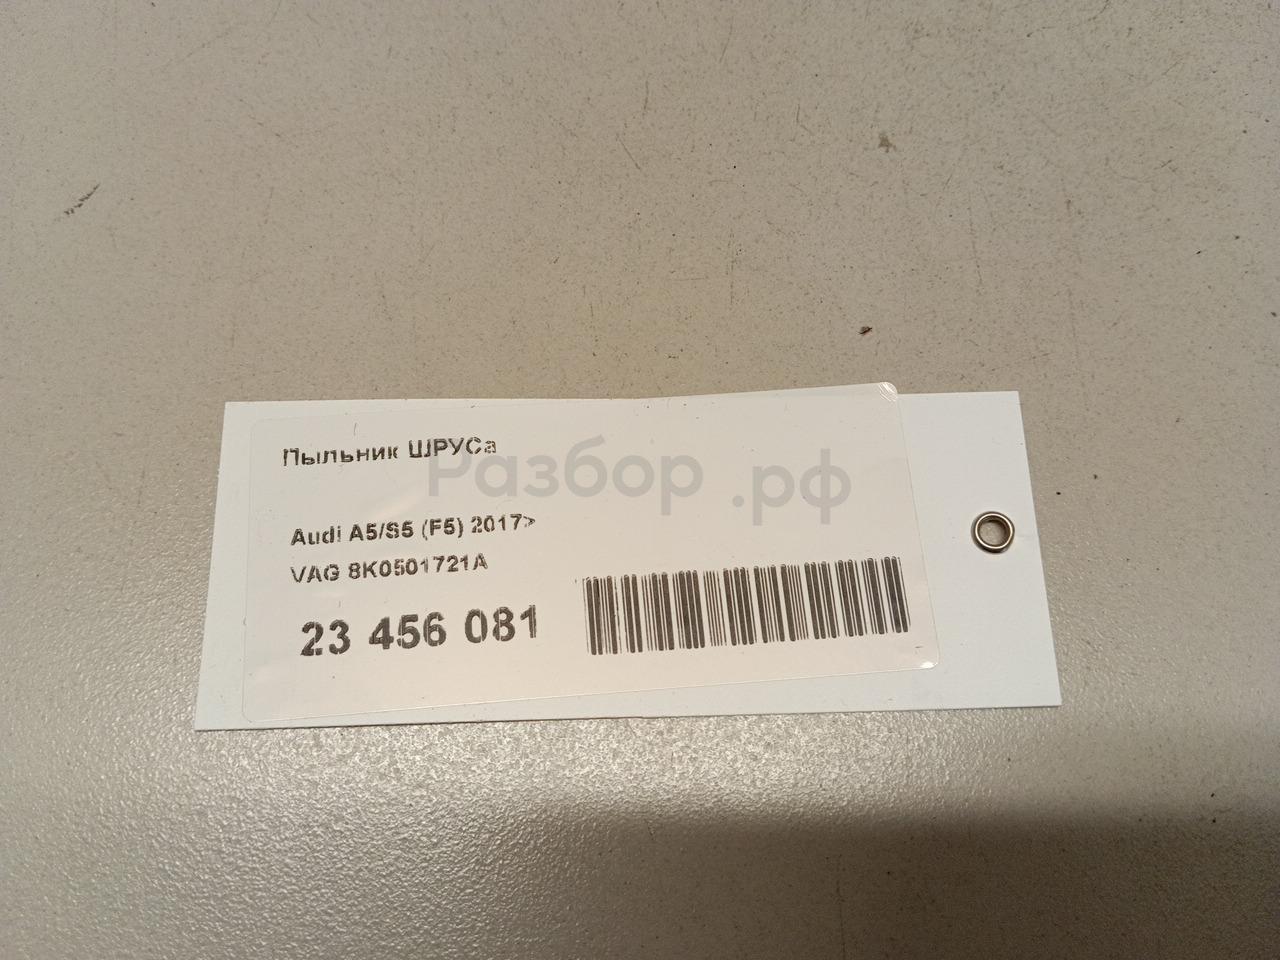 Пыльник ШРУСа
Разбор.рф
Audi A5/S5 (F5) 2017>
VAG 8K0501721A
23 456 081